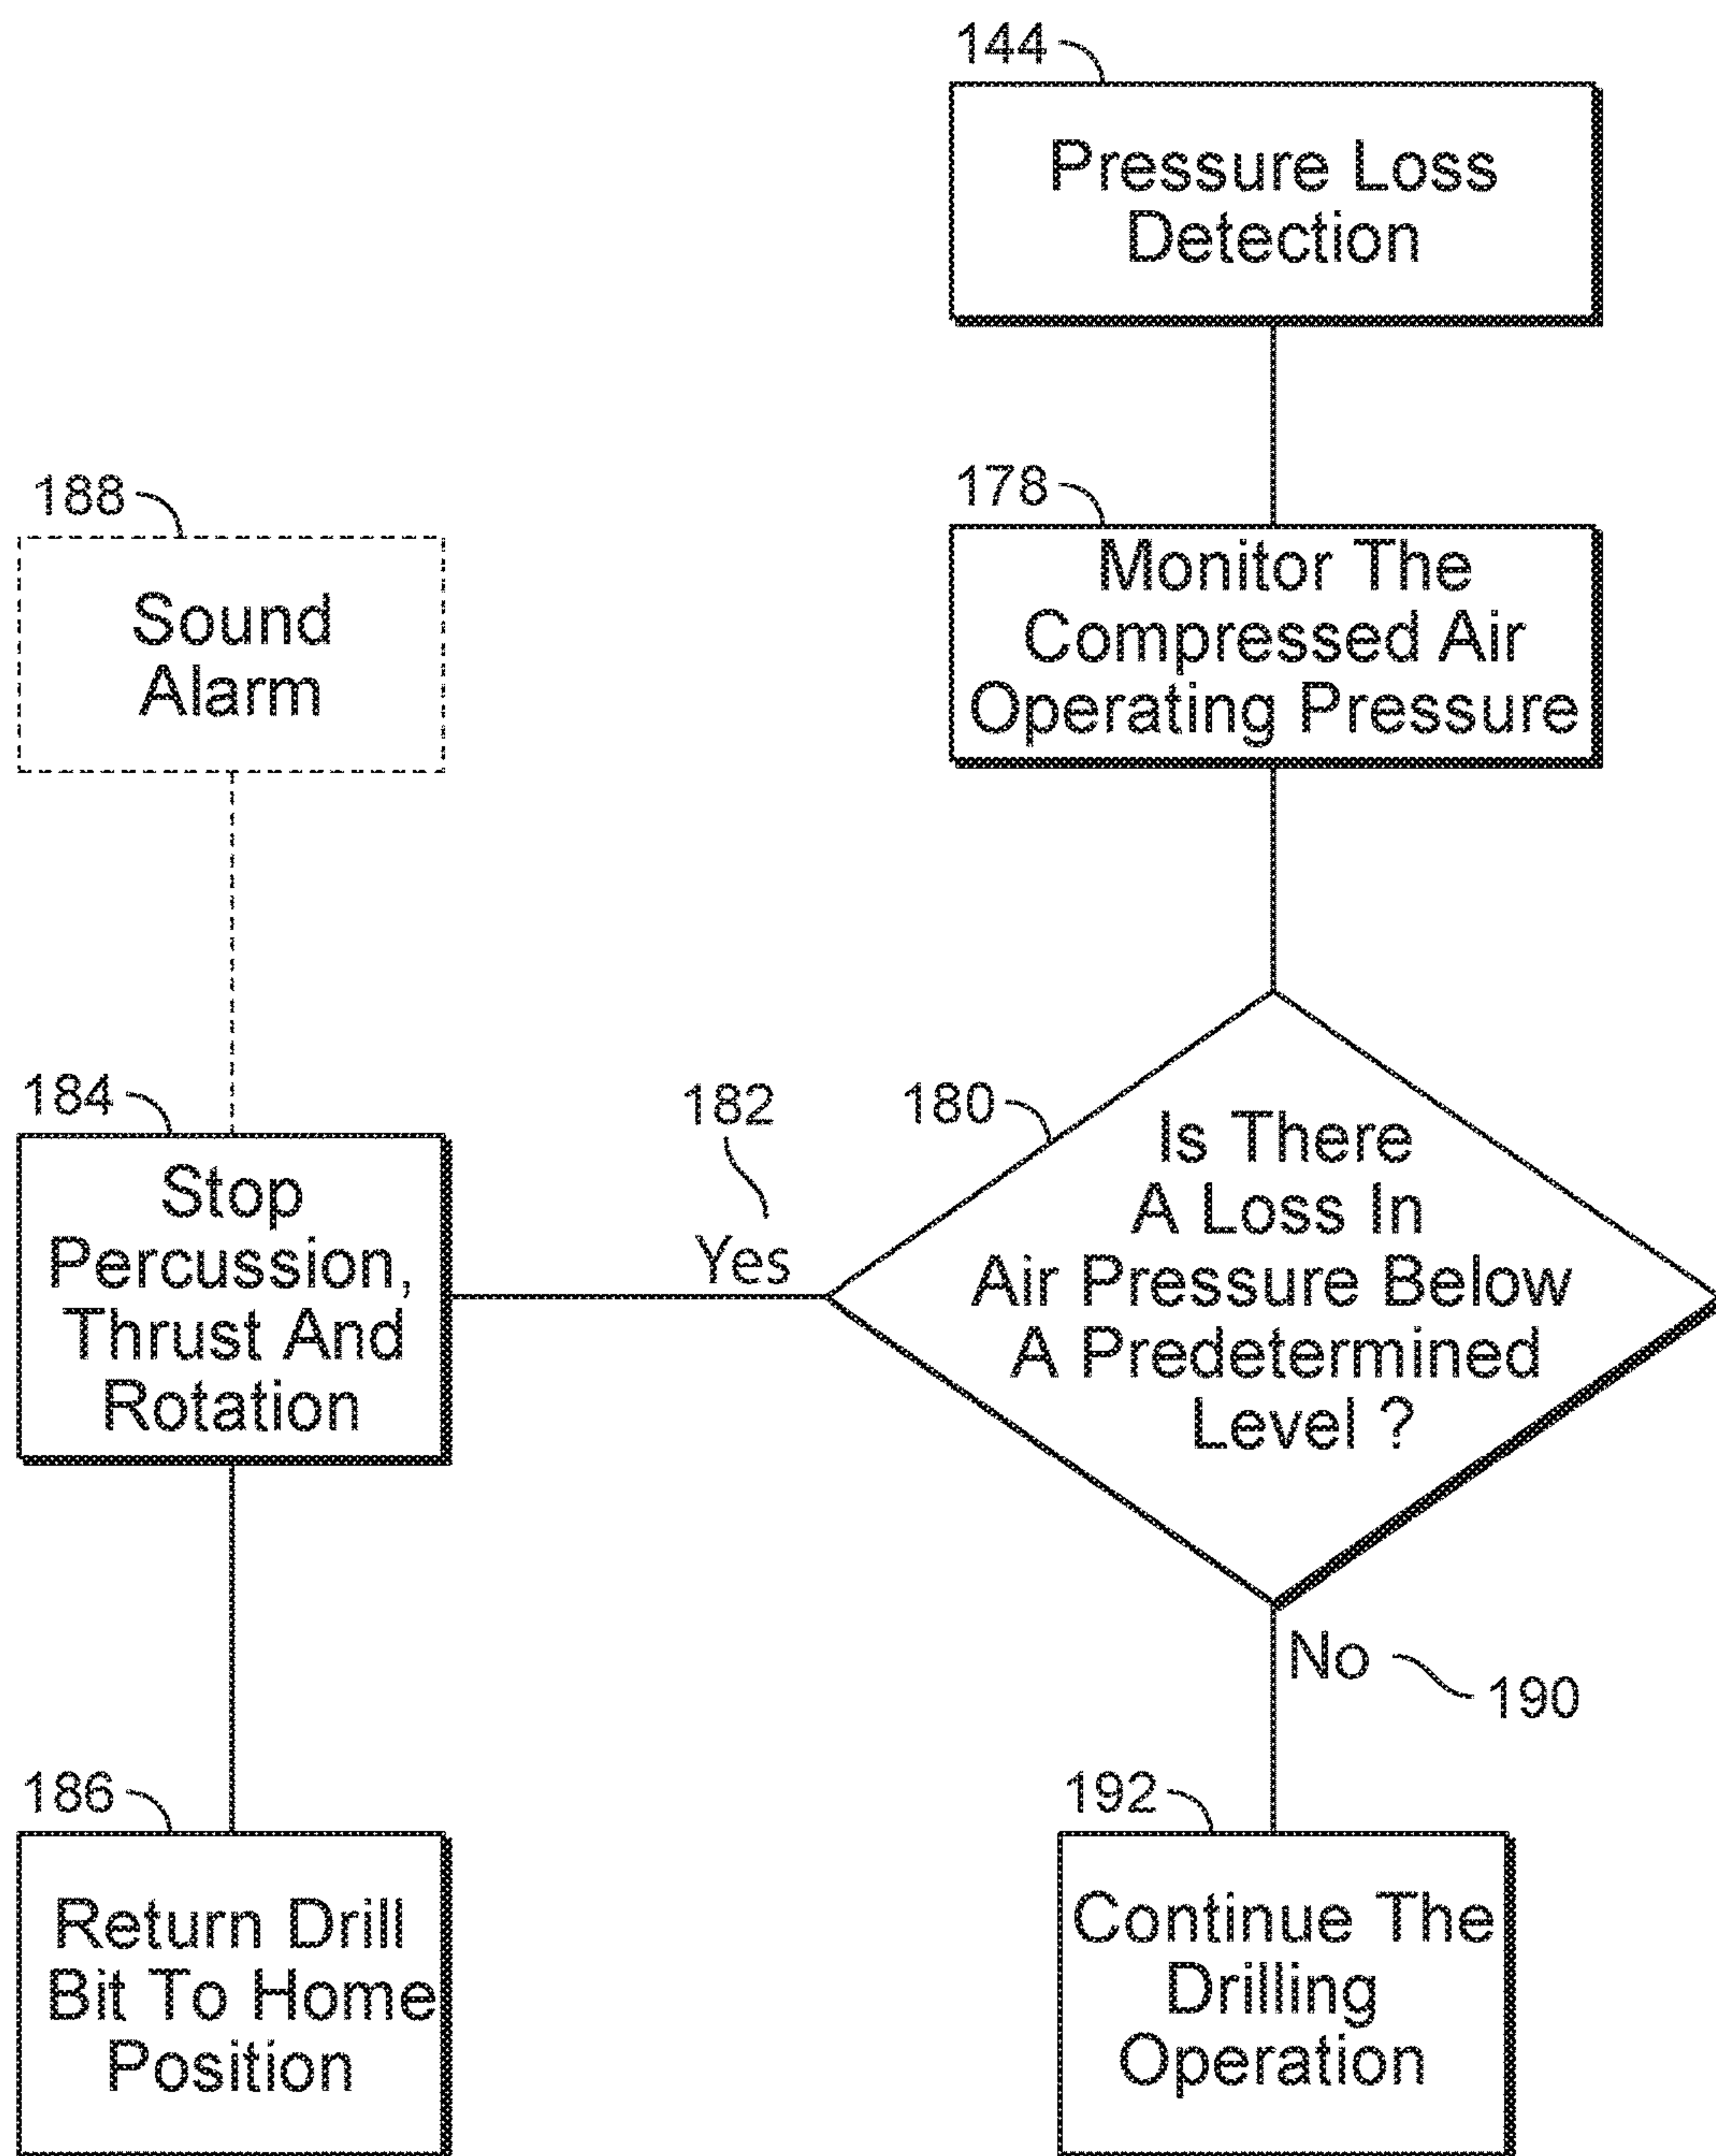 144
Pressure Loss
Detection
178
Monitor The
Compressed Air
Operating Pressure
188
Sound
Alarm
180
Is There
A Loss In
Air Pressure Below
A Predetermined
Level ?
182
Yes
184
Stop
Percussion,
Thrust And
Rotation
186
Return Drill
Bit To Home
Position
No
190
192
Continue The
Drilling
Operation